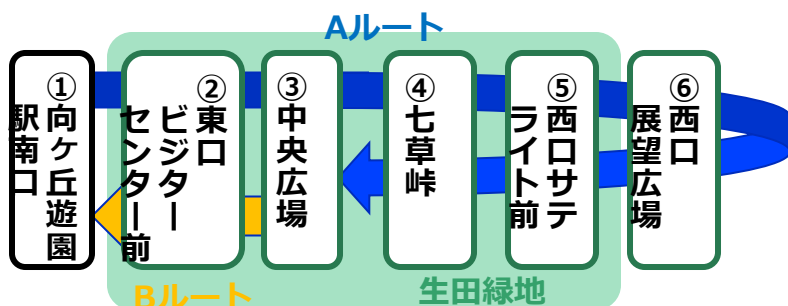 Aルート
①向ヶ丘遊園
駅南口
②東口
ビジター
センター前
③中央広場
④七草峠
⑤西口サテ
ライト前
⑥西口
展望広場
Bルート
生田緑地